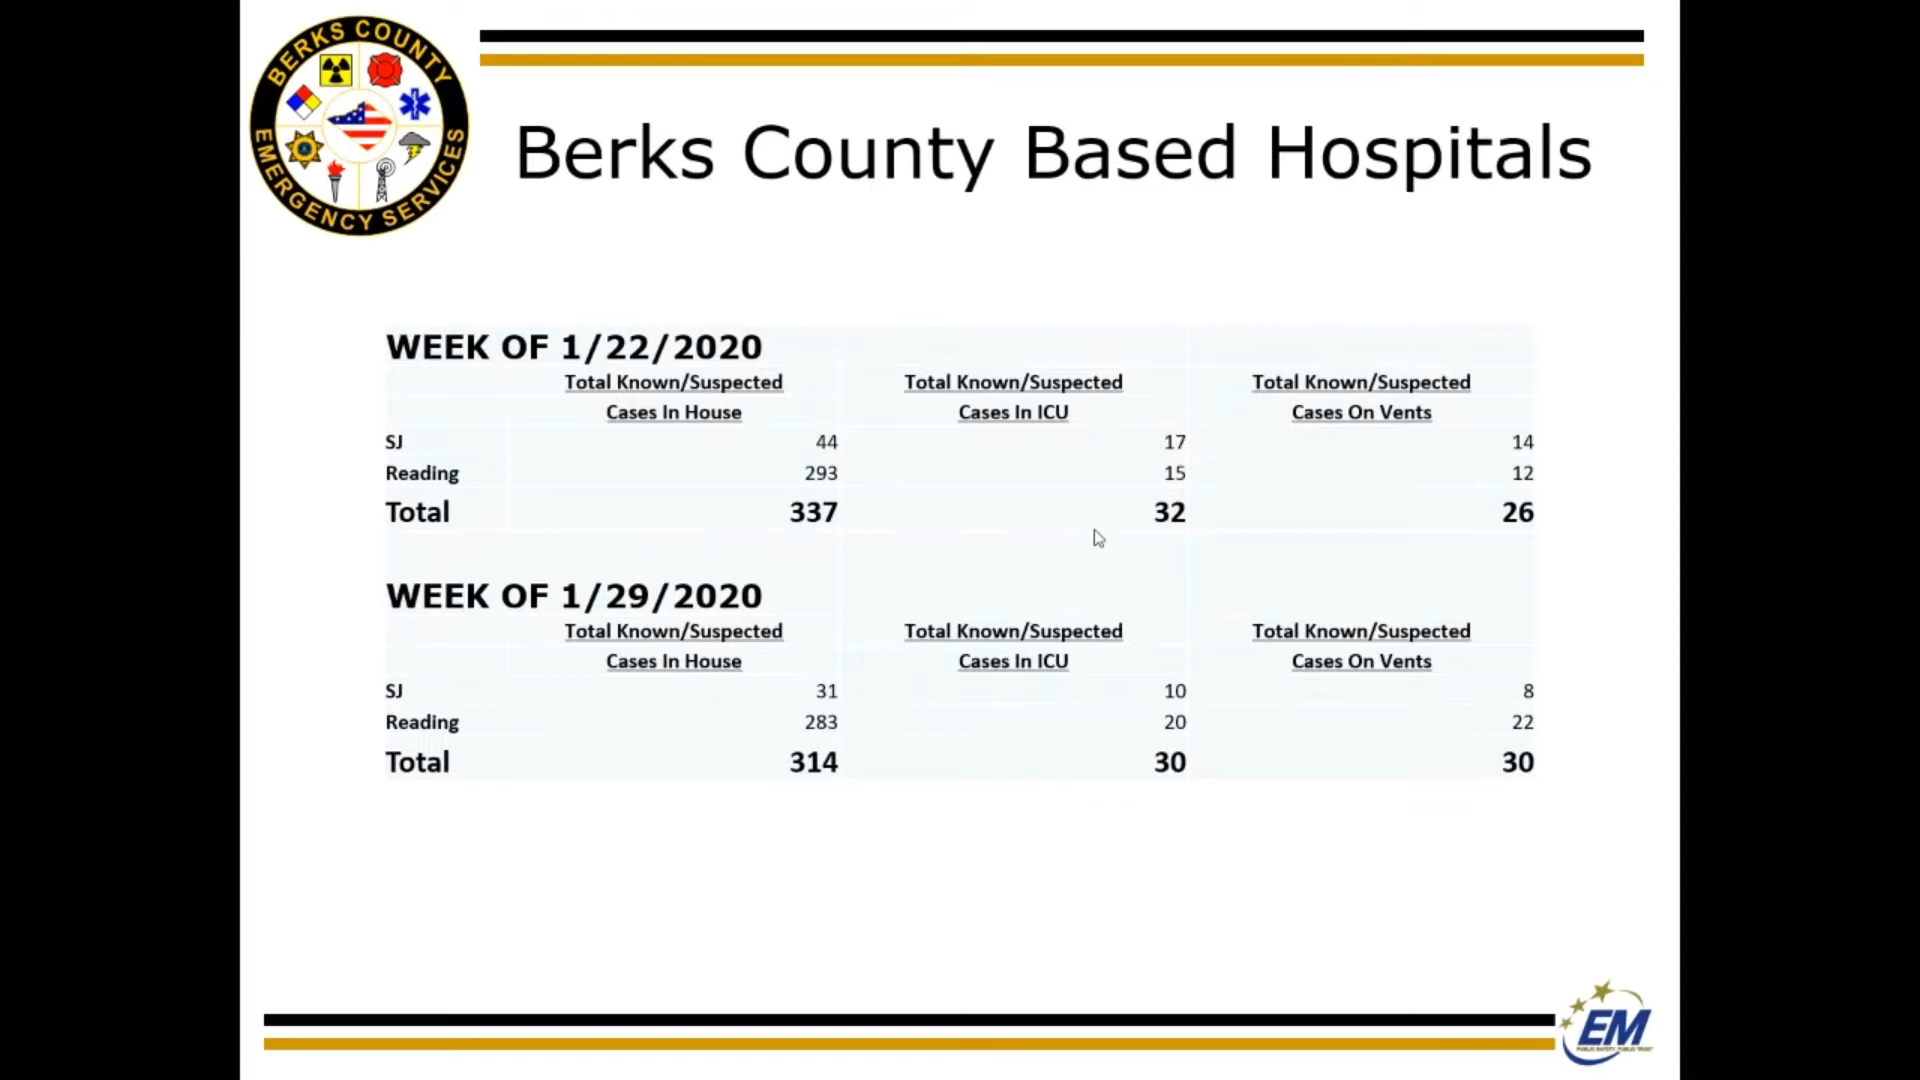 BERKS COUNTY
EMERGENCY SERVICES
Berks County Based Hospitals
WEEK OF 1/22/2020
Total Known/Suspected Total Known/Suspected Total Known/Suspected
Cases In House Cases In ICU Cases On Vents
SJ 44 17 14
Reading 293 15 12
Total 337 32 26
WEEK OF 1/29/2020
Total Known/Suspected Total Known/Suspected Total Known/Suspected
Cases In House Cases In ICU Cases On Vents
SJ 31 10 8
Reading 283 20 22
Total 314 30 30
EM
PUBLIC SAFETY, PUBLIC TRUST